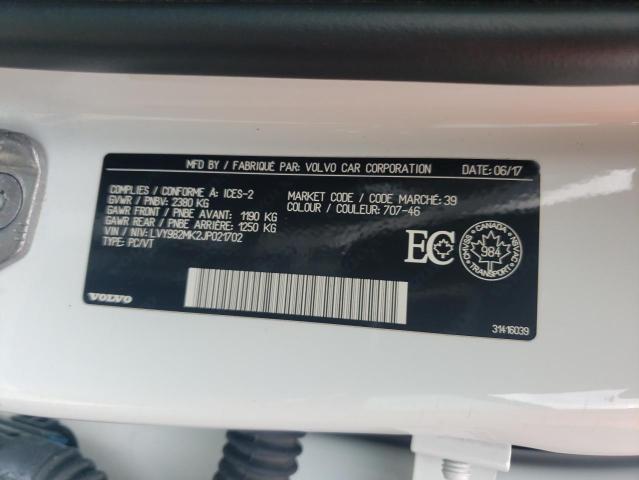 MFD BY / FABRIQUÉ PAR: VOLVO CAR CORPORATION DATE: 06/17
COMPLIES / CONFORME À: ICES-2
GVWR / PNBV: 2380 KG
GAWR FRONT / PNBE AVANT: 1190 KG
GAWR REAR / PNBE ARRIÈRE: 1250 KG
VIN / NIV: LVY982MK2JP021702
TYPE: PC/VT
MARKET CODE / CODE MARCHÉ: 39
COLOUR / COULEUR: 707-46
EC
CANADA
CMVSS
984
NSVAC
TRANSPORT
VOLVO
31416039